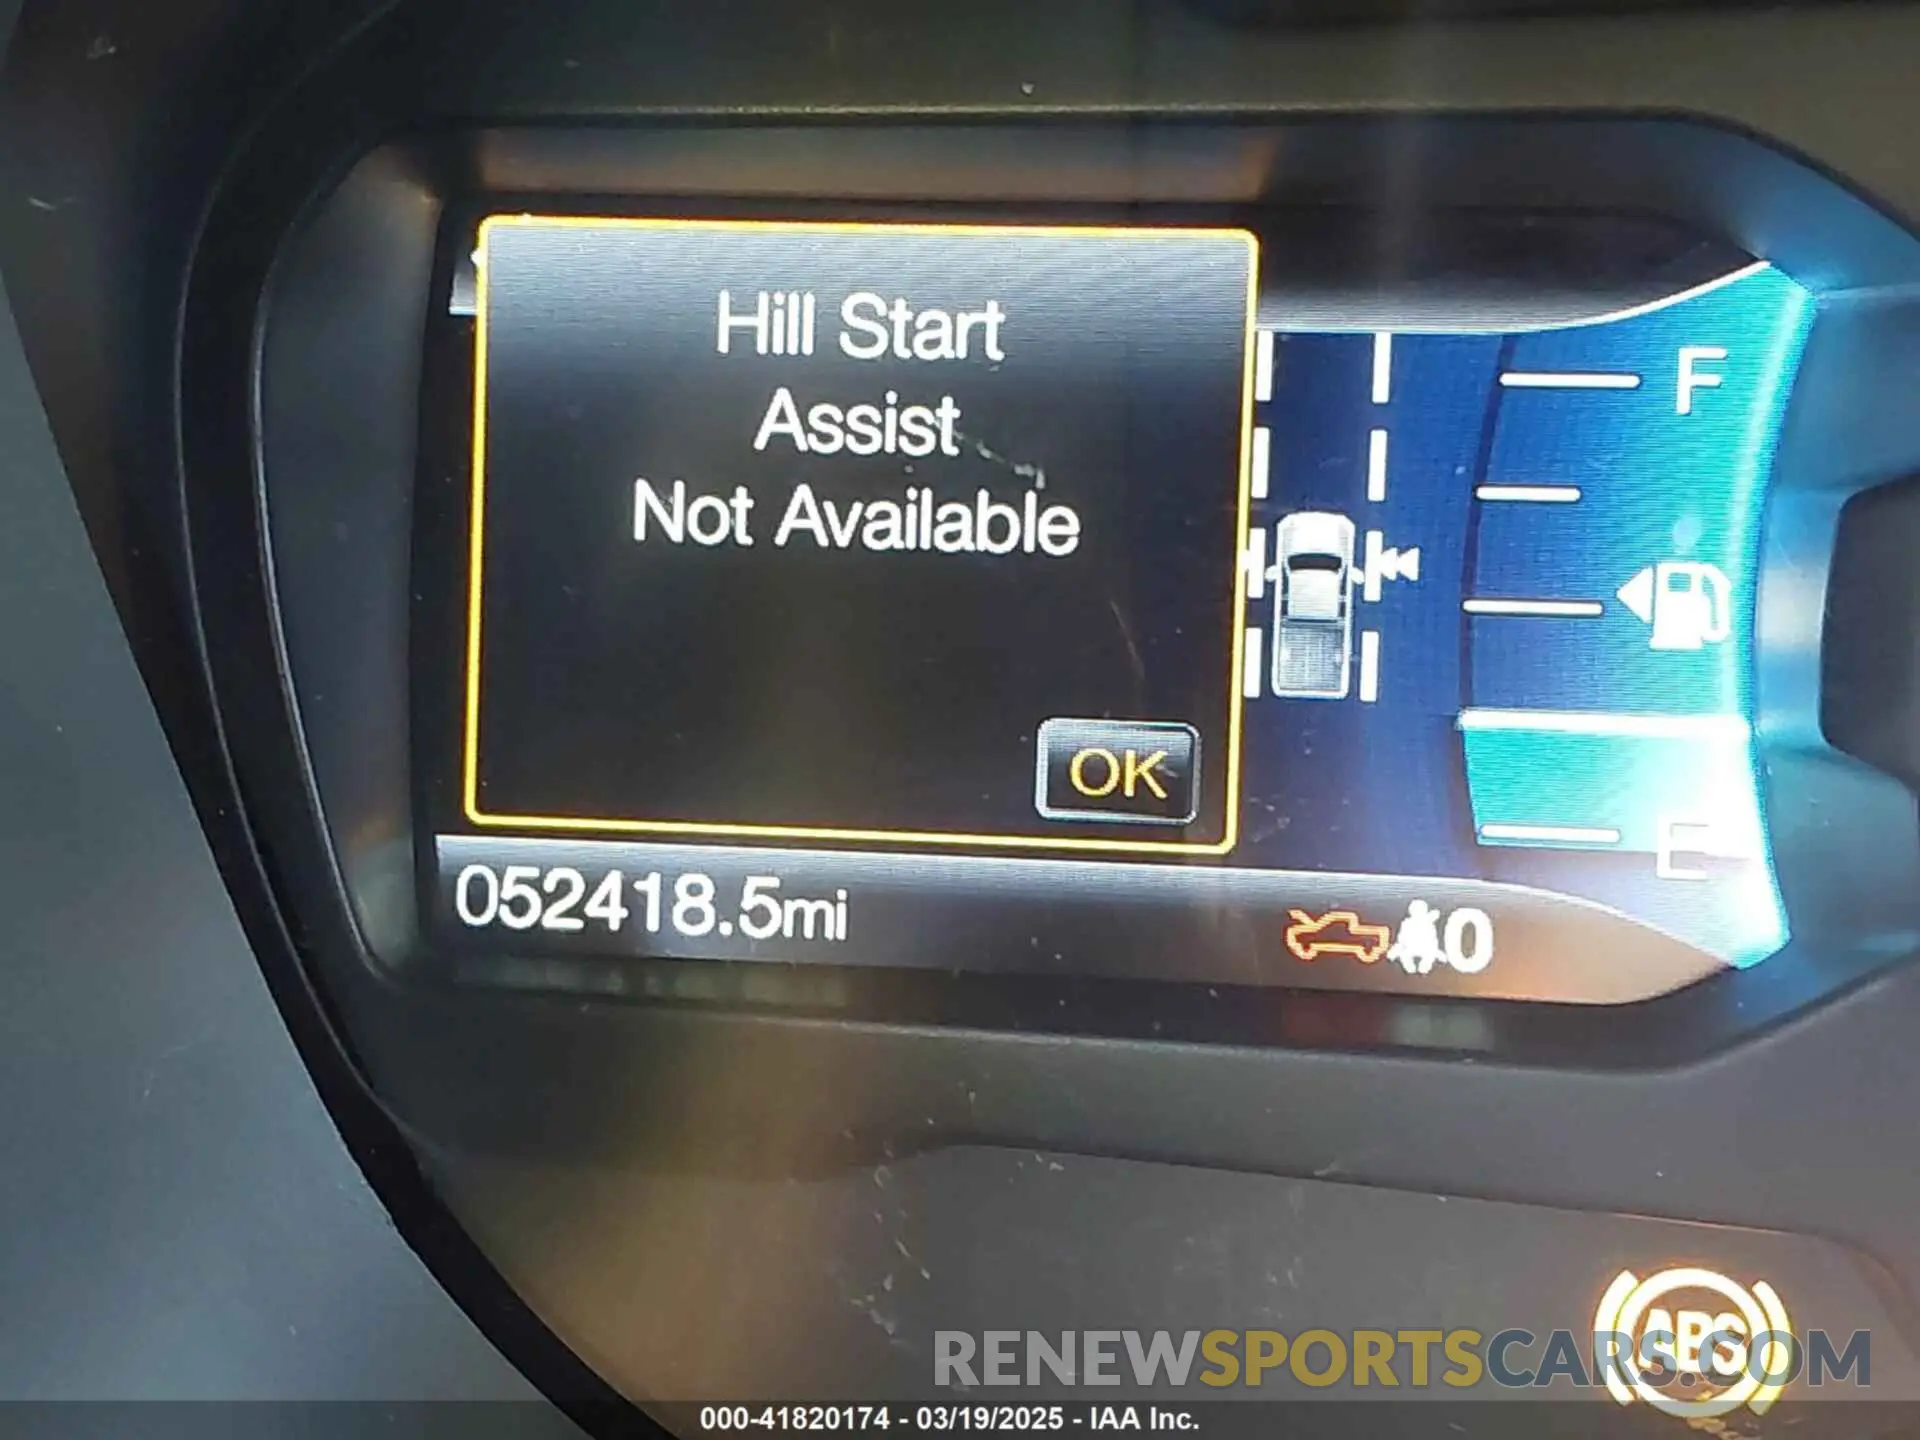 Hill Start
Assist
Not Available
OK
F
E
052418.5mi
0
ABS
RENEWSPORTSCARS.COM
000-41820174 - 03/19/2025 - IAA Inc.